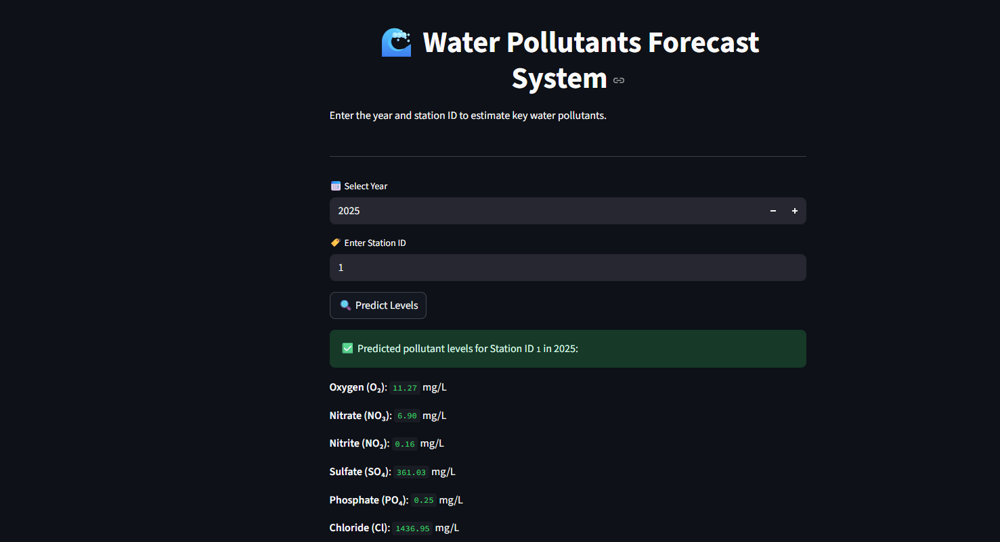 🌊 Water Pollutants Forecast
System
Enter the year and station ID to estimate key water pollutants.
📅 Select Year
2025
− +
🏷️ Enter Station ID
1
🔍 Predict Levels
✅ Predicted pollutant levels for Station ID 1 in 2025:
Oxygen (O₂): 11.27 mg/L
Nitrate (NO₃): 6.90 mg/L
Nitrite (NO₂): 0.16 mg/L
Sulfate (SO₄): 361.03 mg/L
Phosphate (PO₄): 0.25 mg/L
Chloride (Cl): 1436.95 mg/L